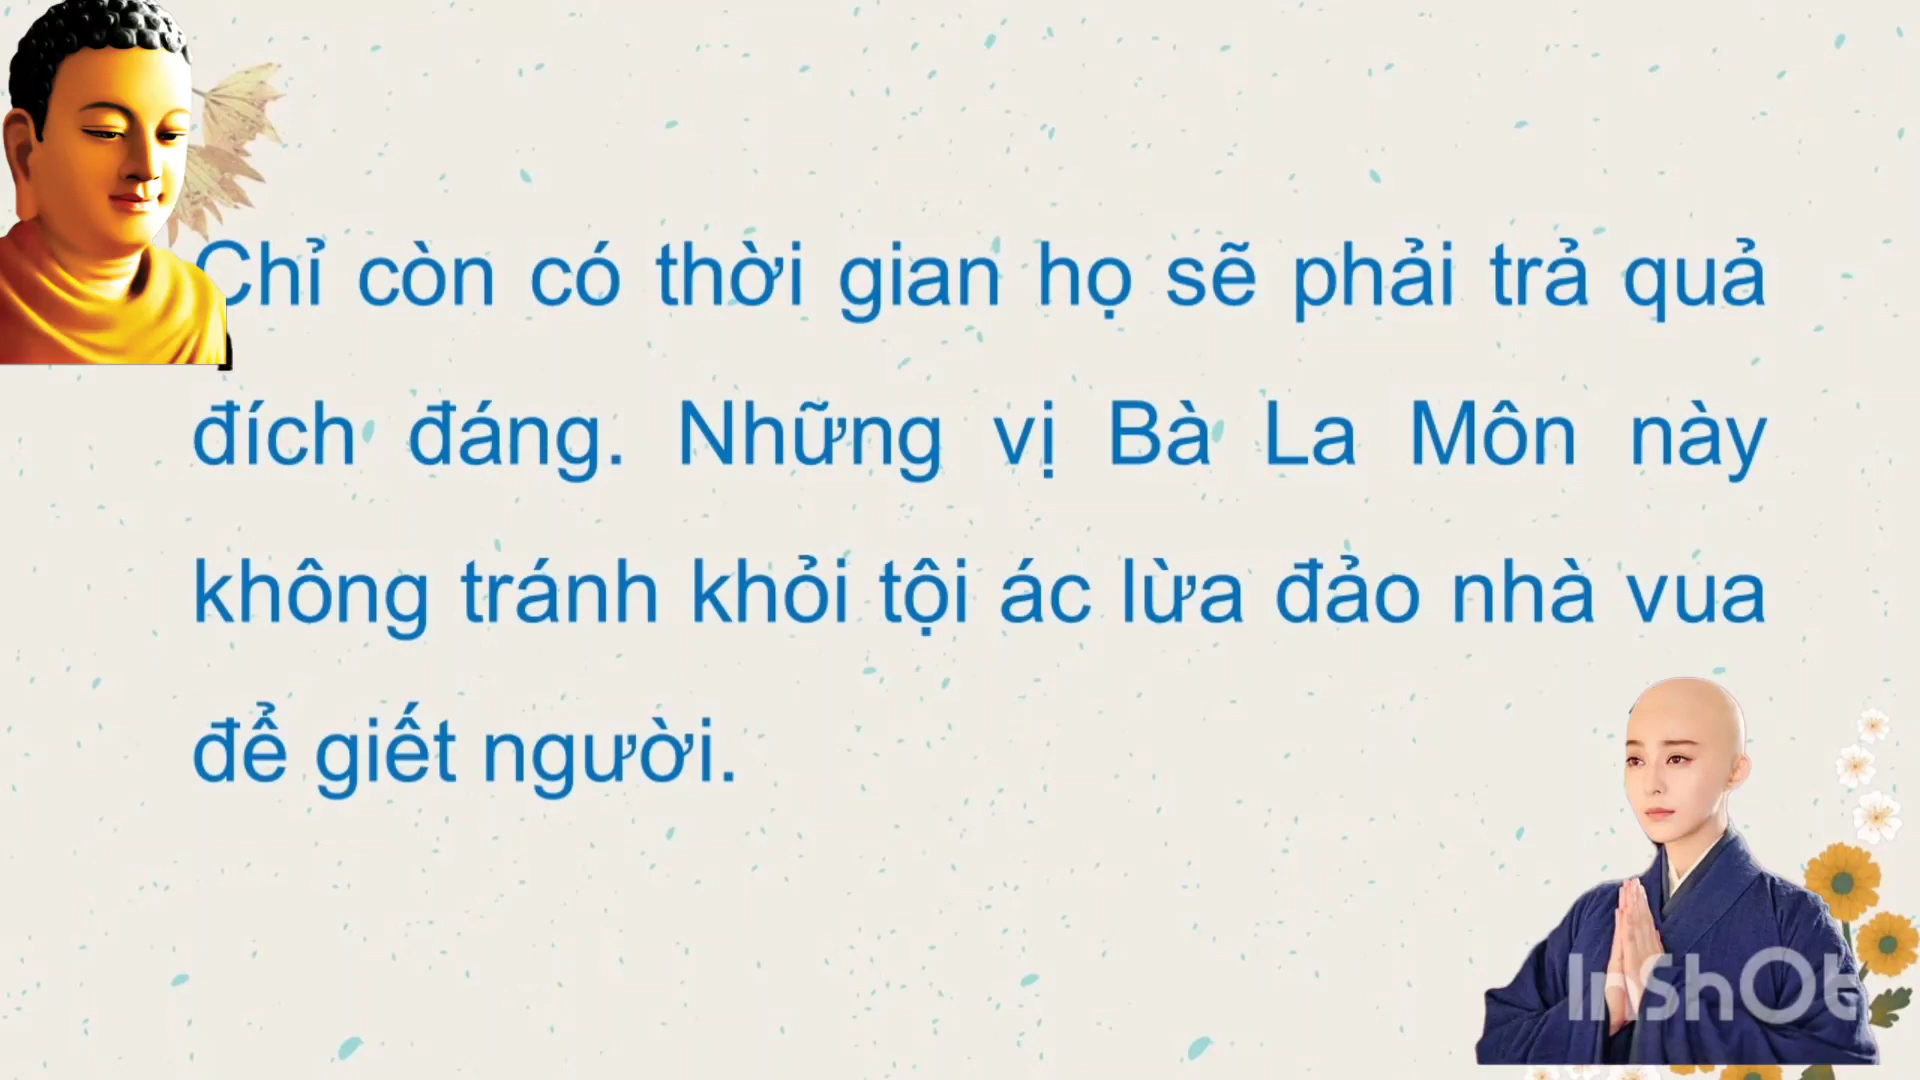 Chỉ còn có thời gian họ sẽ phải trả quả
đích đáng. Những vị Bà La Môn này
không tránh khỏi tội ác lừa đảo nhà vua
để giết người.
InShOt